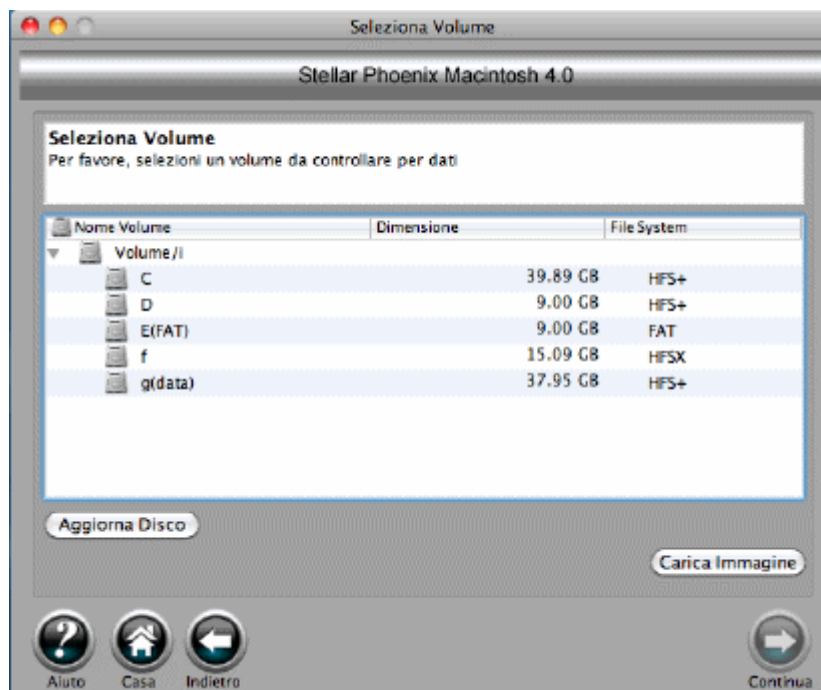 Seleziona Volume
Stellar Phoenix Macintosh 4.0
Seleziona Volume
Per favore, selezioni un volume da controllare per dati
Nome Volume Dimensione File System
Volume/i
C 39.89 GB HFS+
D 9.00 GB HFS+
E(FAT) 9.00 GB FAT
f 15.09 GB HFSX
g(data) 37.95 GB HFS+
Aggiorna Disco
Carica Immagine
?
Aiuto Casa Indietro Continua